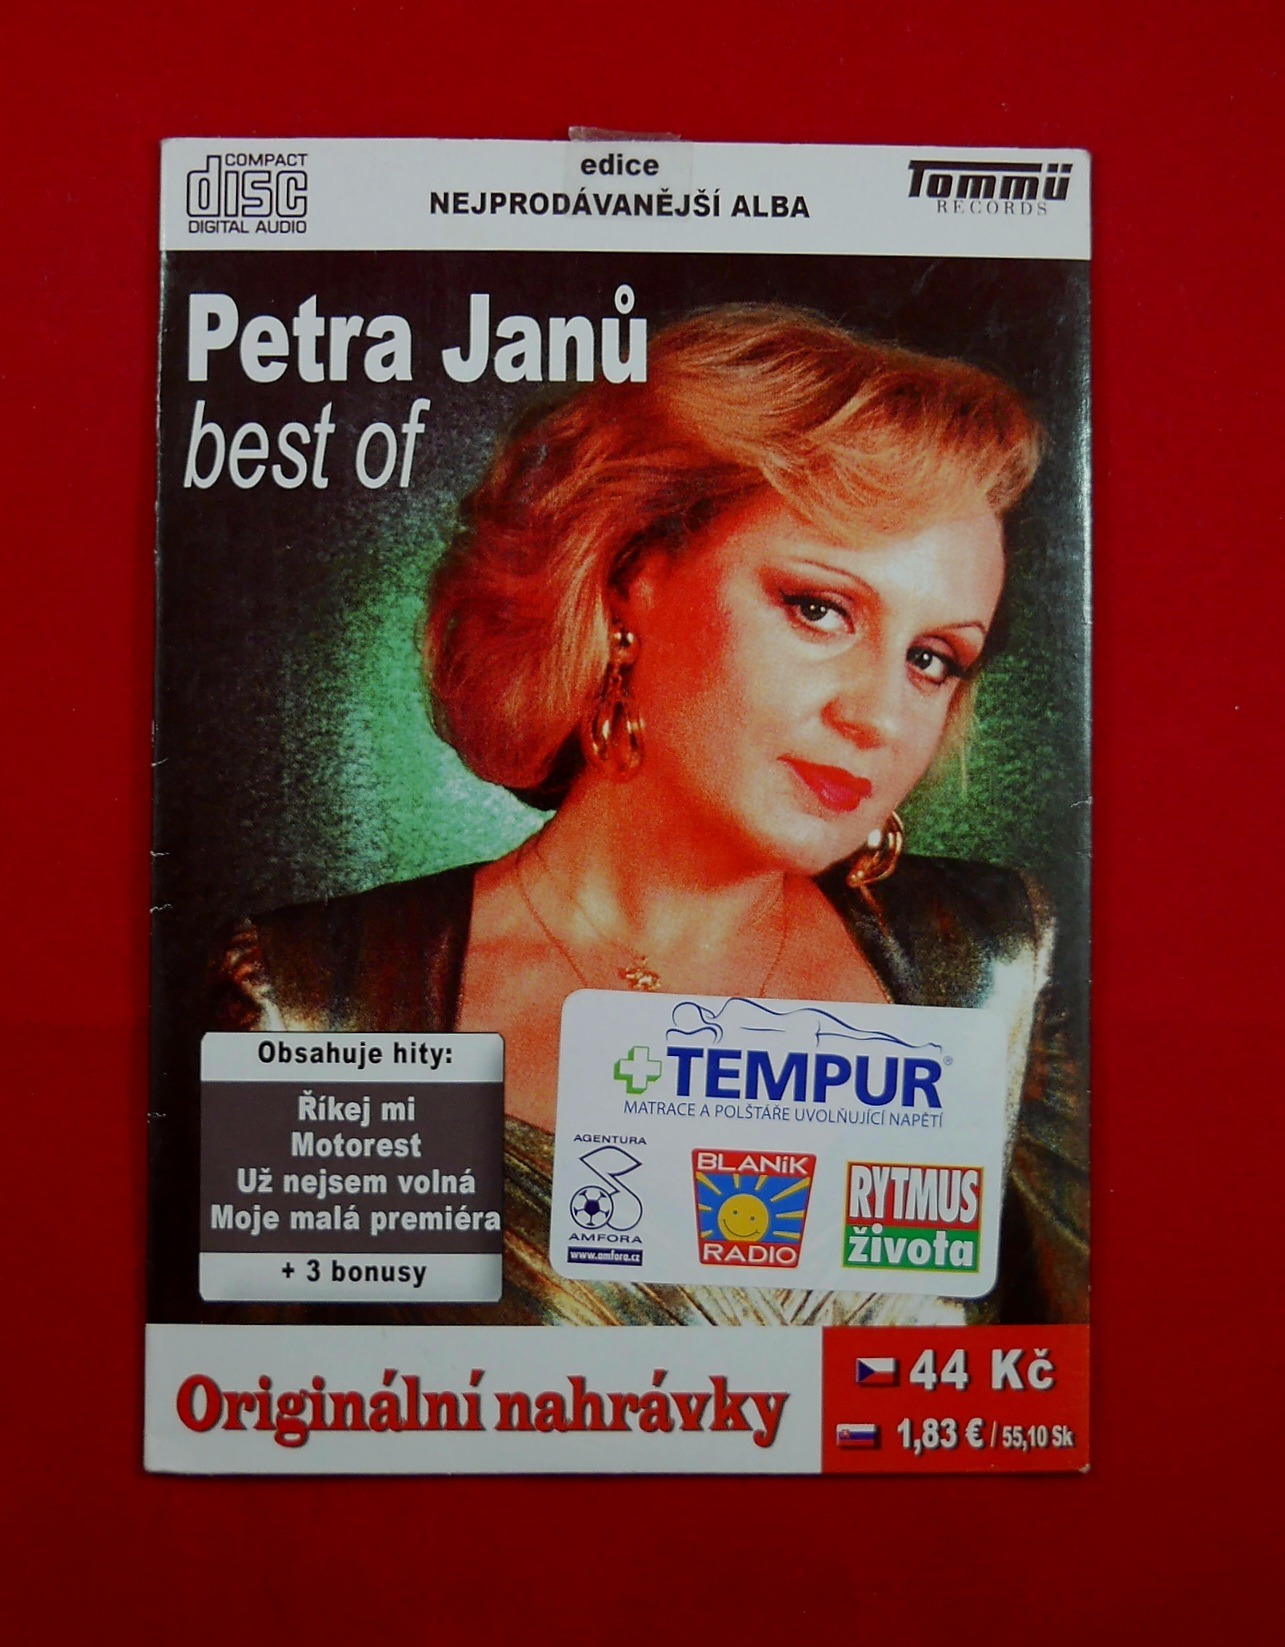 COMPACT
disc
DIGITAL AUDIO
edice
NEJPRODÁVANĚJŠÍ ALBA
Tommü
RECORDS
Petra Janů
best of
Obsahuje hity:
Říkej mi
Motorest
Už nejsem volná
Moje malá premiéra
+ 3 bonusy
TEMPUR®
MATRACE A POLŠTÁŘE UVOLŇUJÍCÍ NAPĚTÍ
AGENTURA
AMFORA
www.amfora.cz
BLANíK
RADIO
RYTMUS
života
Originální nahrávky
44 Kč
1,83 € / 55,10 Sk